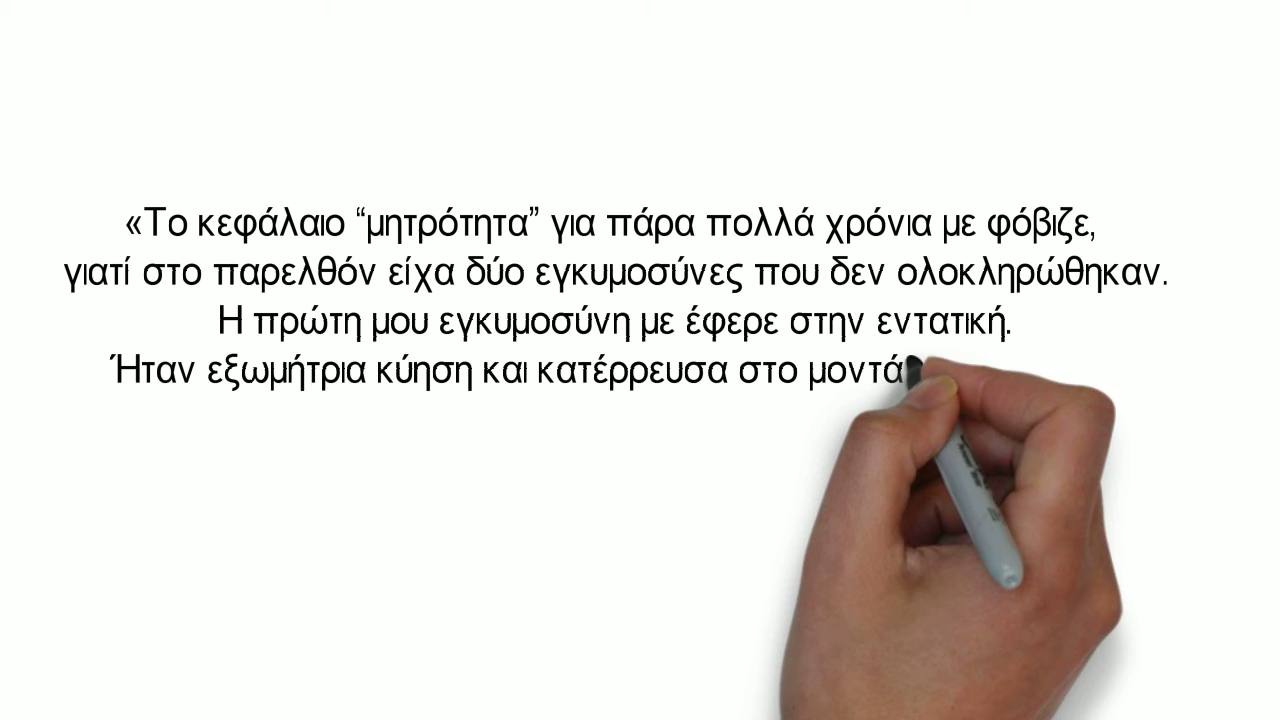 «Το κεφάλαιο “μητρότητα” για πάρα πολλά χρόνια με φόβιζε,
γιατί στο παρελθόν είχα δύο εγκυμοσύνες που δεν ολοκληρώθηκαν.
Η πρώτη μου εγκυμοσύνη με έφερε στην εντατική.
Ήταν εξωμήτρια κύηση και κατέρρευσα στο μοντά